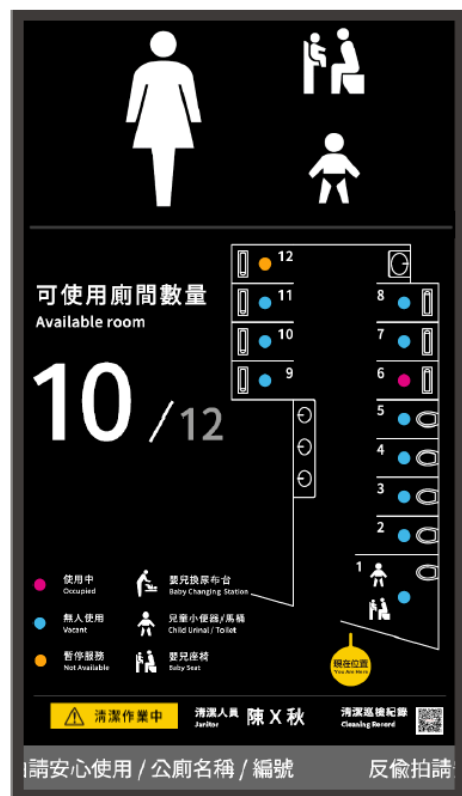 可使用廁間數量
Available room
10/12
12
11
10
9
8
7
6
5
4
3
2
1
使用中
Occupied
嬰兒換尿布台
Baby Changing Station
無人使用
Vacant
兒童小便器/馬桶
Child Urinal / Toilet
暫停服務
Not Available
嬰兒座椅
Baby Seat
現在位置
You Are Here
清潔作業中
清潔人員 陳X秋
Janitor
清潔巡檢紀錄
Cleaning Record
請安心使用 / 公廁名稱 / 編號
反偷拍請